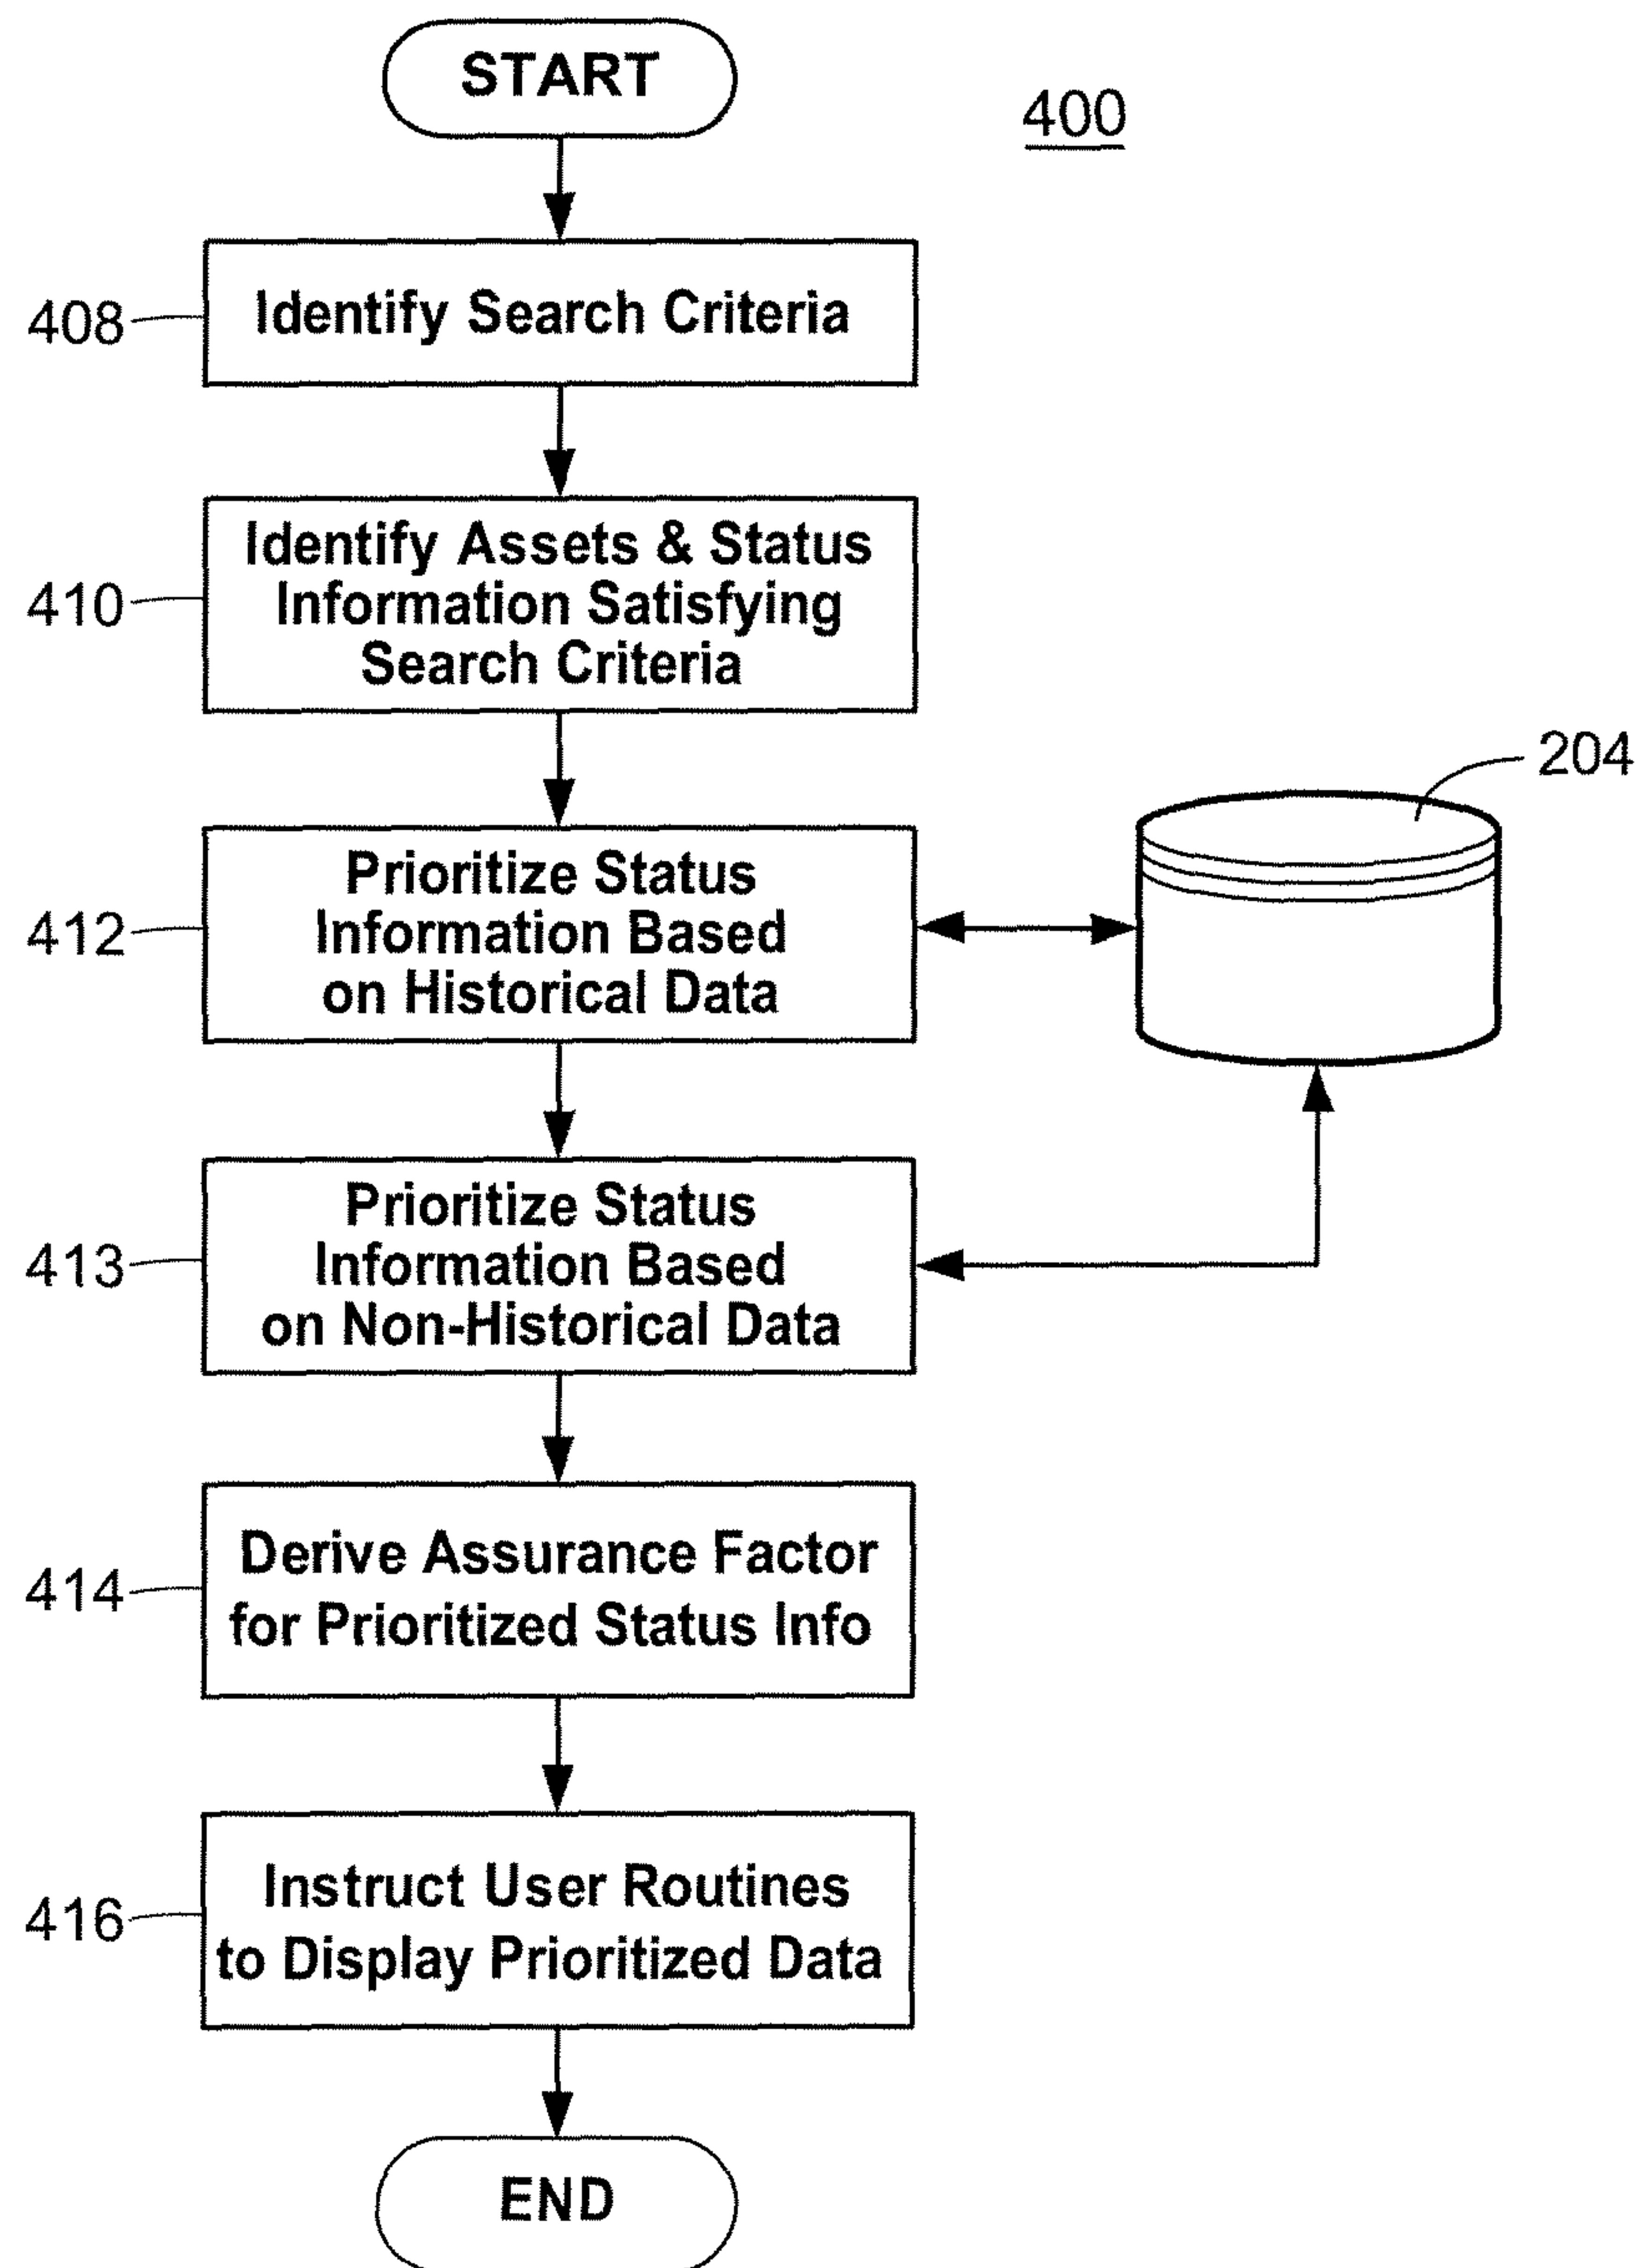 START
400
408
Identify Search Criteria
410
Identify Assets & Status
Information Satisfying
Search Criteria
204
412
Prioritize Status
Information Based
on Historical Data
413
Prioritize Status
Information Based
on Non-Historical Data
414
Derive Assurance Factor
for Prioritized Status Info
416
Instruct User Routines
to Display Prioritized Data
END